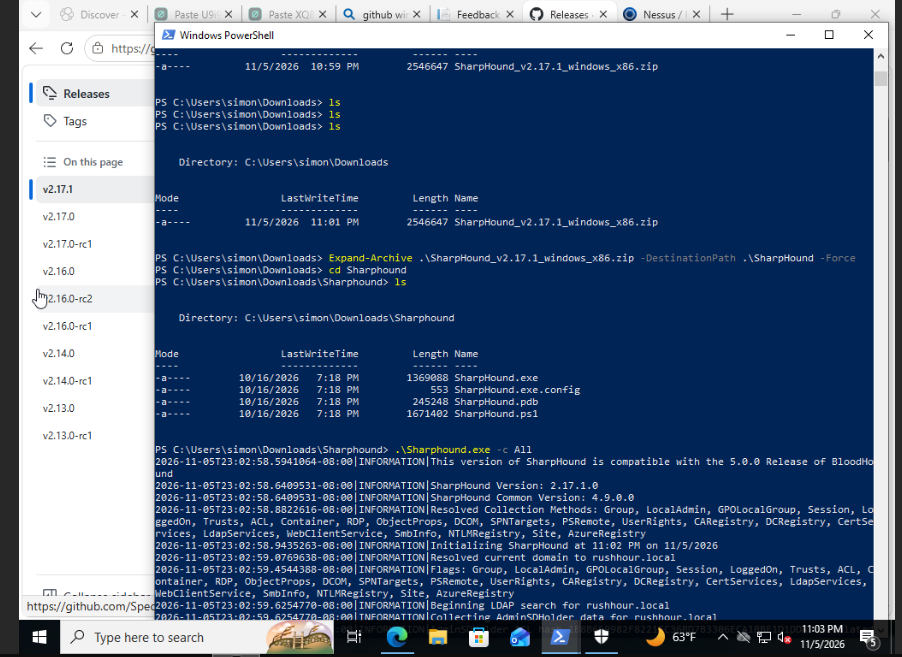 Discover -
Paste U9i
Paste XQE
github wi
Feedback
Releases ·
Nessus /
https://g
Windows PowerShell
Releases
Tags
On this page
v2.17.1
v2.17.0
v2.17.0-rc1
v2.16.0
v2.16.0-rc2
v2.16.0-rc1
v2.14.0
v2.14.0-rc1
v2.13.0
v2.13.0-rc1
Collapse sidebar
https://github.com/Spec
---- ------------- ------ ----
-a---- 11/5/2026 10:59 PM 2546647 SharpHound_v2.17.1_windows_x86.zip
PS C:\Users\simon\Downloads> ls
PS C:\Users\simon\Downloads> ls
PS C:\Users\simon\Downloads> ls
Directory: C:\Users\simon\Downloads
Mode LastWriteTime Length Name
---- ------------- ------ ----
-a---- 11/5/2026 11:01 PM 2546647 SharpHound_v2.17.1_windows_x86.zip
PS C:\Users\simon\Downloads> Expand-Archive .\SharpHound_v2.17.1_windows_x86.zip -DestinationPath .\SharpHound -Force
PS C:\Users\simon\Downloads> cd Sharphound
PS C:\Users\simon\Downloads\Sharphound> ls
Directory: C:\Users\simon\Downloads\Sharphound
Mode LastWriteTime Length Name
---- ------------- ------ ----
-a---- 10/16/2026 7:18 PM 1369088 SharpHound.exe
-a---- 10/16/2026 7:18 PM 553 SharpHound.exe.config
-a---- 10/16/2026 7:18 PM 245248 SharpHound.pdb
-a---- 10/16/2026 7:18 PM 1671402 SharpHound.ps1
PS C:\Users\simon\Downloads\Sharphound> .\Sharphound.exe -c All
2026-11-05T23:02:58.5941064-08:00|INFORMATION|This version of SharpHound is compatible with the 5.0.0 Release of BloodHo
und
2026-11-05T23:02:58.6409531-08:00|INFORMATION|SharpHound Version: 2.17.1.0
2026-11-05T23:02:58.6409531-08:00|INFORMATION|SharpHound Common Version: 4.9.0.0
2026-11-05T23:02:58.8822616-08:00|INFORMATION|Resolved Collection Methods: Group, LocalAdmin, GPOLocalGroup, Session, Lo
ggedOn, Trusts, ACL, Container, RDP, ObjectProps, DCOM, SPNTargets, PSRemote, UserRights, CARegistry, DCRegistry, CertSe
rvices, LdapServices, WebClientService, SmbInfo, NTLMRegistry, Site, AzureRegistry
2026-11-05T23:02:58.9435263-08:00|INFORMATION|Initializing SharpHound at 11:02 PM on 11/5/2026
2026-11-05T23:02:59.0769638-08:00|INFORMATION|Resolved current domain to rushhour.local
2026-11-05T23:02:59.4544388-08:00|INFORMATION|Flags: Group, LocalAdmin, GPOLocalGroup, Session, LoggedOn, Trusts, ACL, C
ontainer, RDP, ObjectProps, DCOM, SPNTargets, PSRemote, UserRights, CARegistry, DCRegistry, CertServices, LdapServices,
WebClientService, SmbInfo, NTLMRegistry, Site, AzureRegistry
2026-11-05T23:02:59.6254770-08:00|INFORMATION|Beginning LDAP search for rushhour.local
2026-11-05T23:02:59.6254770-08:00|INFORMATION|Collecting AdminSDHolder data for rushhour.local
Type here to search
63°F
11:03 PM
11/5/2026
5